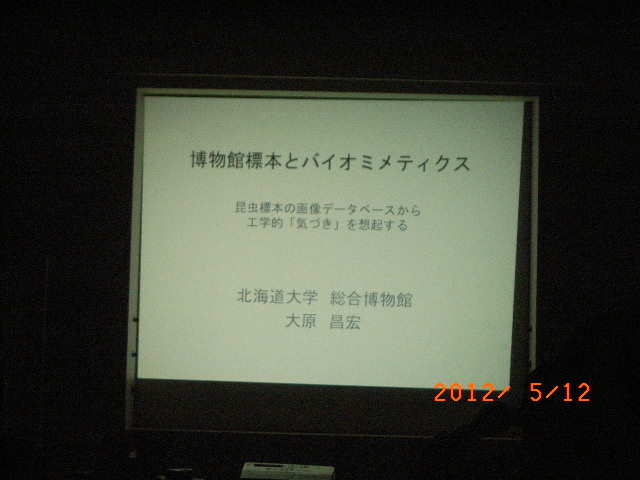 博物館標本とバイオミメティクス
昆虫標本の画像データベースから
工学的「気づき」を想起する
北海道大学 総合博物館
大原 昌宏
2012/ 5/12